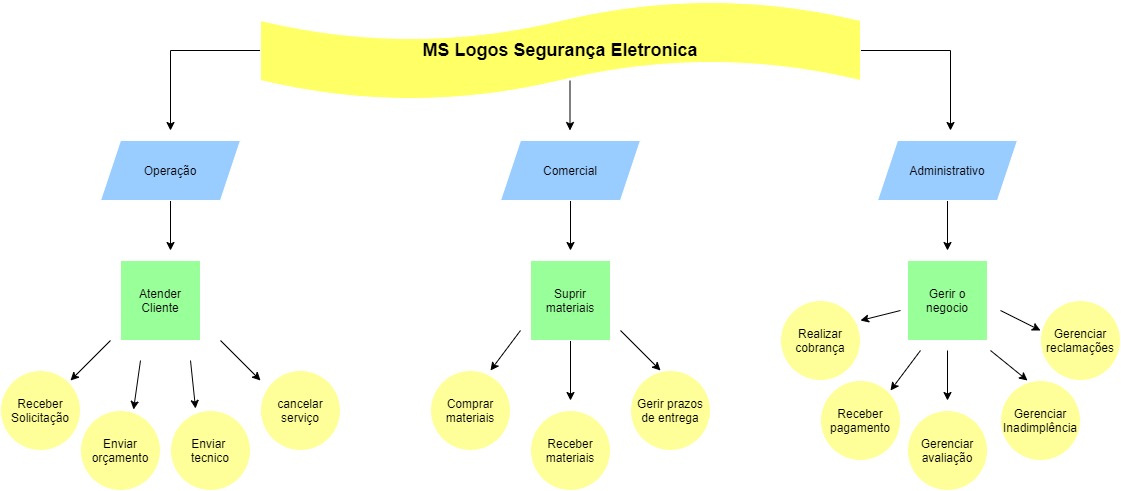 MS Logos Segurança Eletronica
Operação
Comercial
Administrativo
Atender
Cliente
Suprir
materiais
Gerir o
negocio
Receber
Solicitação
Enviar
orçamento
Enviar
tecnico
cancelar
serviço
Comprar
materiais
Receber
materiais
Gerir prazos
de entrega
Realizar
cobrança
Receber
pagamento
Gerenciar
avaliação
Gerenciar
Inadimplência
Gerenciar
reclamações